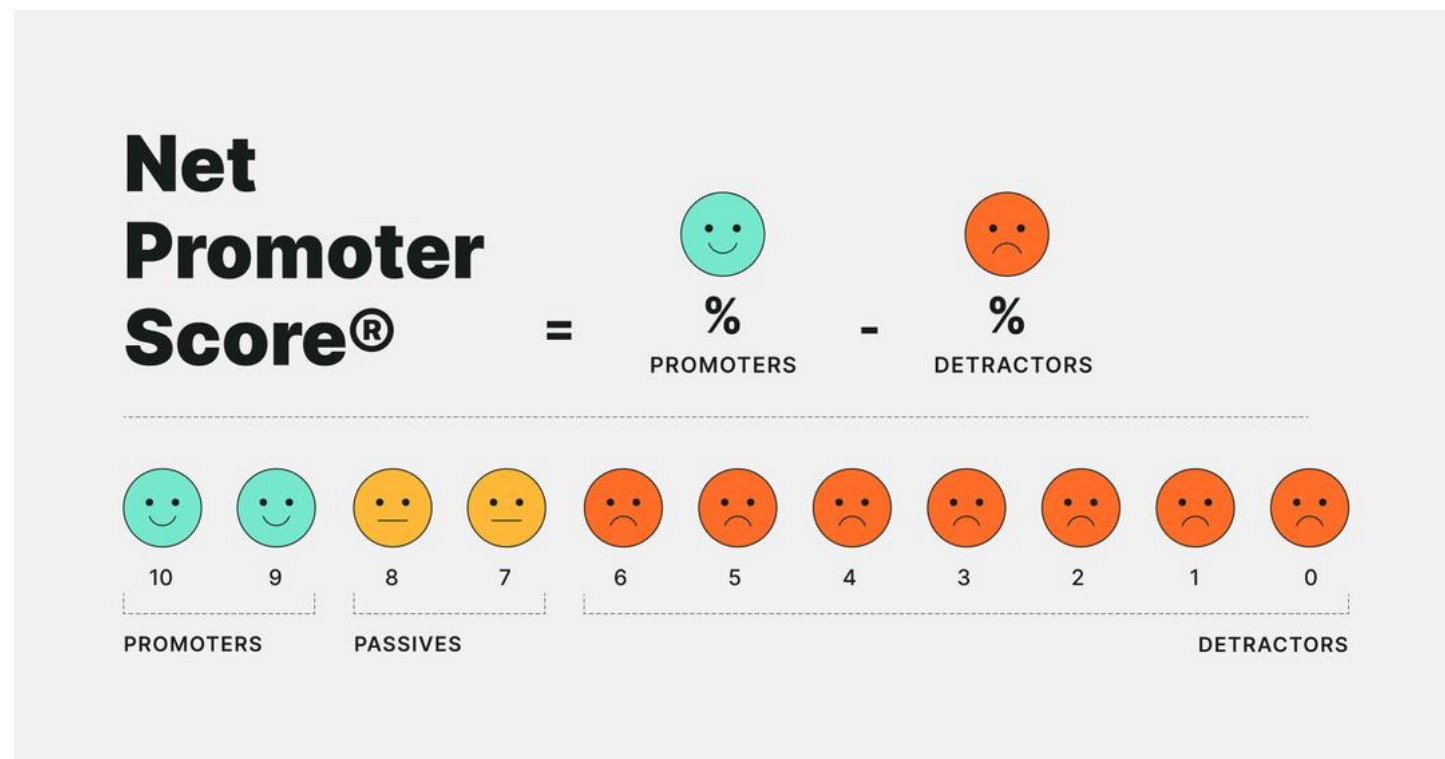 Net
Promoter
Score®
=
%
PROMOTERS
-
%
DETRACTORS
10 9 8 7 6 5 4 3 2 1 0
PROMOTERS PASSIVES DETRACTORS